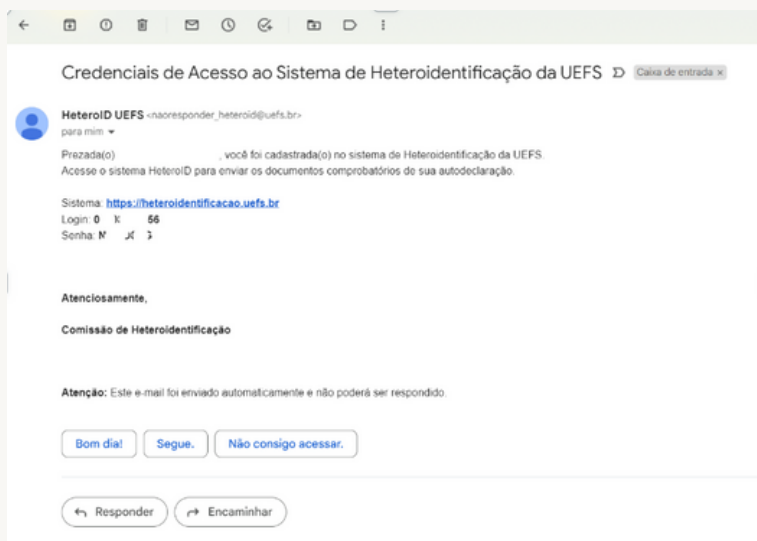 Credenciais de Acesso ao Sistema de Heteroidentificação da UEFS Caixa de entrada x
HeteroID UEFS <naoresponder_heteroid@uefs.br>
para mim
Prezada(o) , você foi cadastrada(o) no sistema de Heteroidentificação da UEFS.
Acesse o sistema HeteroID para enviar os documentos comprobatórios de sua autodeclaração.
Sistema: https://heteroidentificacao.uefs.br
Login: 0 56
Senha:
Atenciosamente,
Comissão de Heteroidentificação
Atenção: Este e-mail foi enviado automaticamente e não poderá ser respondido.
Bom dia! Segue. Não consigo acessar.
Responder Encaminhar